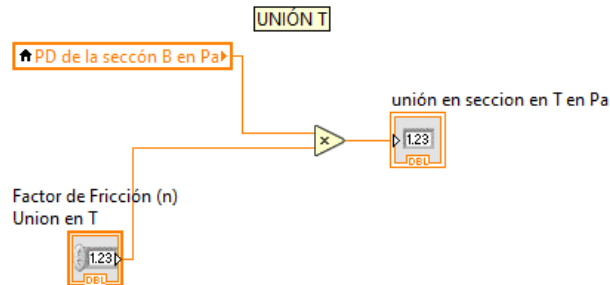 UNIÓN T
PD de la seccón B en Pa
unión en seccion en T en Pa
1.23
DBL
Factor de Fricción (n)
Union en T
1.23
DBL